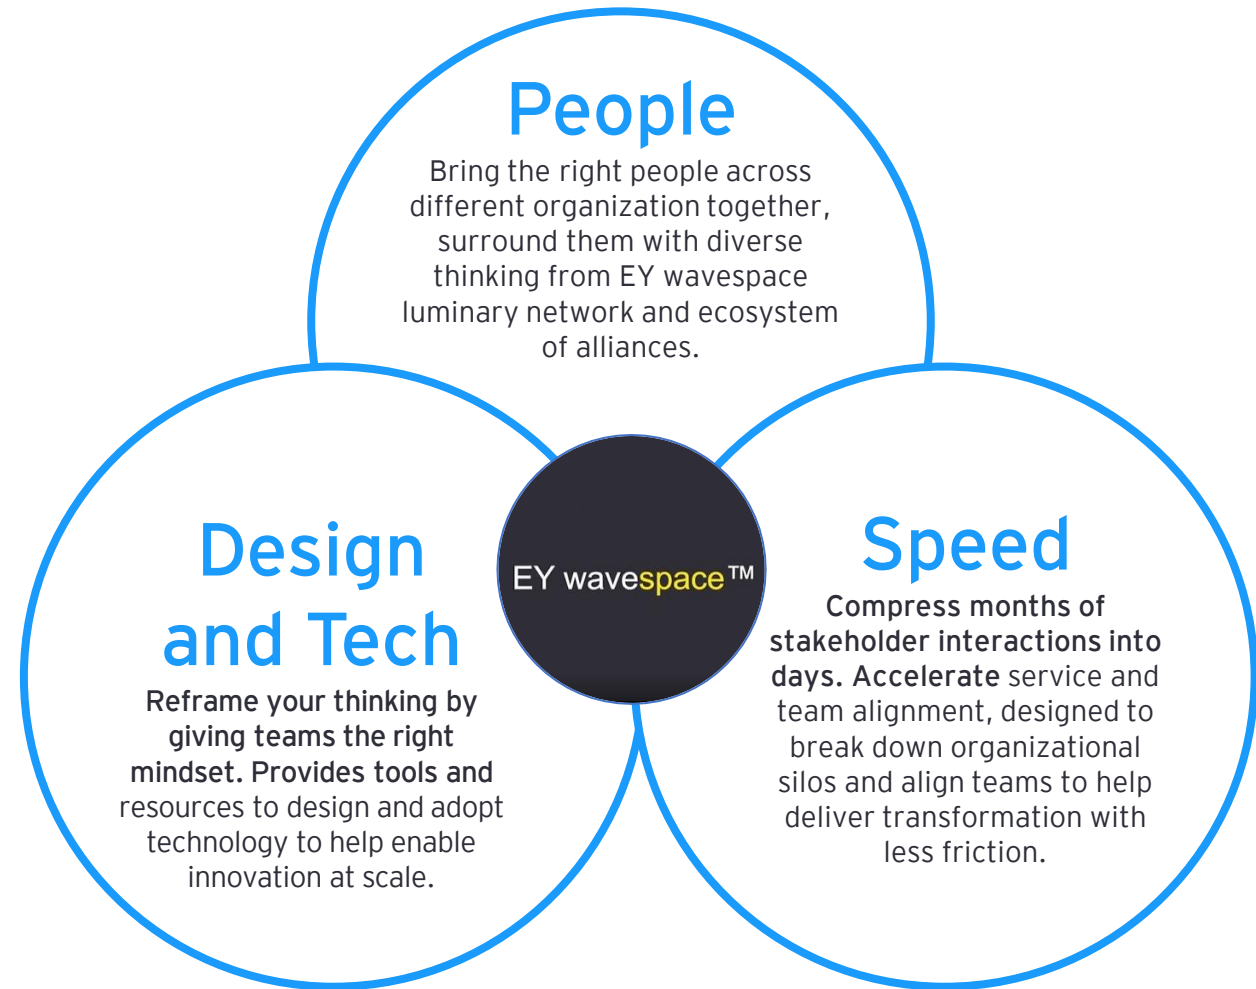 People
Bring the right people across
different organization together,
surround them with diverse
thinking from EY wavespace
luminary network and ecosystem
of alliances.
Design
and Tech
Reframe your thinking by
giving teams the right
mindset. Provides tools and
resources to design and adopt
technology to help enable
innovation at scale.
EY wavespace™
Speed
Compress months of
stakeholder interactions into
days. Accelerate service and
team alignment, designed to
break down organizational
silos and align teams to help
deliver transformation with
less friction.